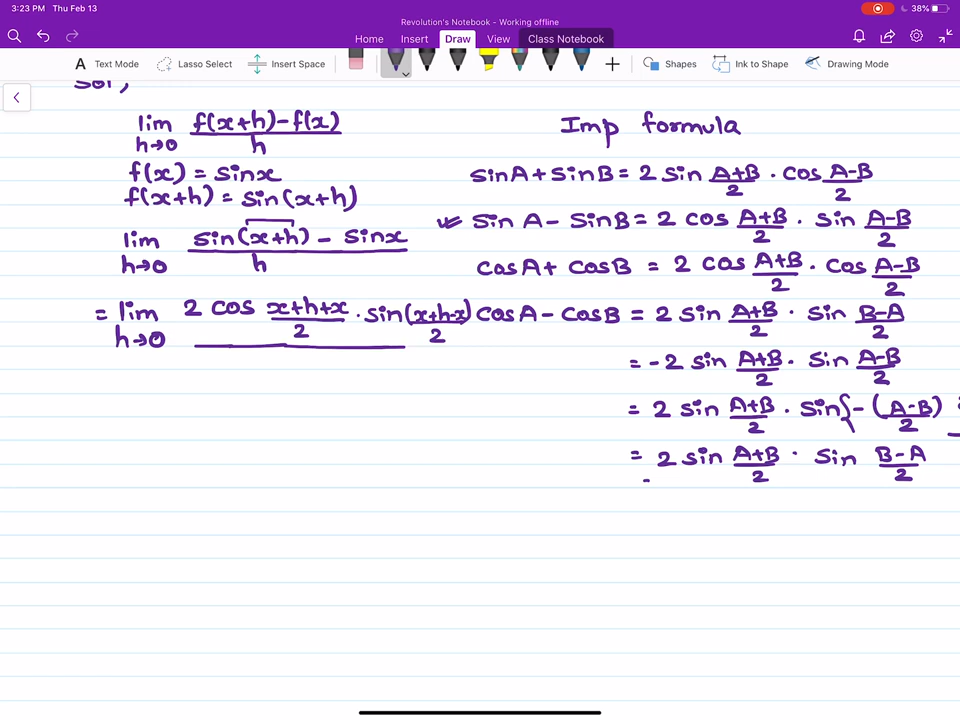 3:23 PM Thu Feb 13
38%
Revolution's Notebook - Working offline
Home Insert Draw View Class Notebook
A Text Mode Lasso Select Insert Space Shapes Ink to Shape Drawing Mode
Sol,
lim h→0 f(x+h)-f(x) / h
f(x) = sinx
f(x+h) = sin(x+h)
lim h→0 sin(x+h) - sinx / h
= lim h→0 2 cos x+h+x / 2 . sin(x+h-x) / 2
Imp formula
sinA + sinB = 2 sin A+B / 2 . cos A-B / 2
sin A - sinB = 2 cos A+B / 2 . sin A-B / 2
cosA + cosB = 2 cos A+B / 2 . cos A-B / 2
cosA - cosB = 2 sin A+B / 2 . sin B-A / 2
= -2 sin A+B / 2 . sin A-B / 2
= 2 sin A+B / 2 . sin{-(A-B) / 2
= 2 sin A+B / 2 . sin B-A / 2